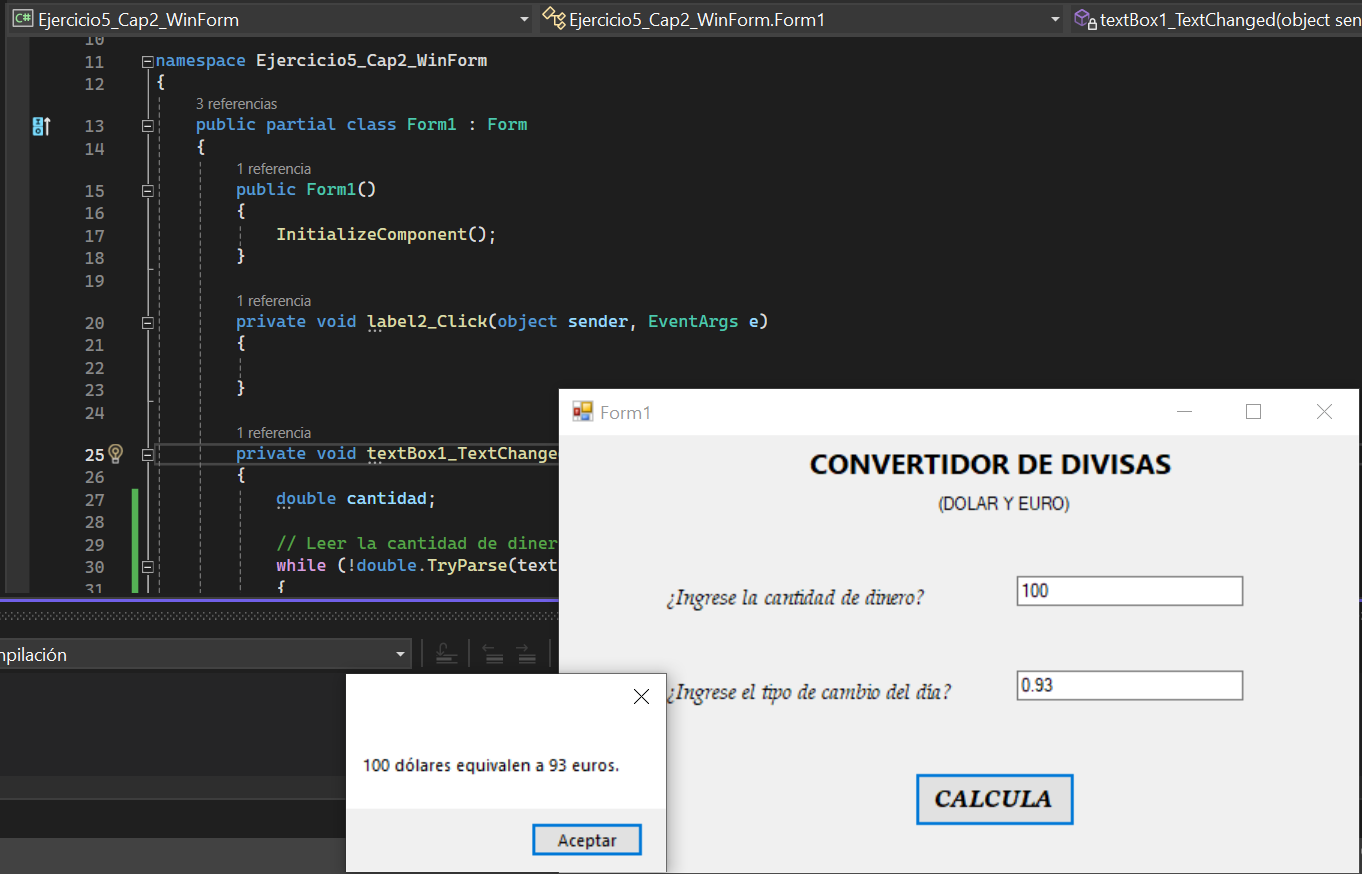 C# Ejercicio5_Cap2_WinForm
Ejercicio5_Cap2_WinForm.Form1
textBox1_TextChanged(object sen
10
11 namespace Ejercicio5_Cap2_WinForm
12 {
3 referencias
13 public partial class Form1 : Form
14 {
1 referencia
15 public Form1()
16 {
17 InitializeComponent();
18 }
19
1 referencia
20 private void label2_Click(object sender, EventArgs e)
21 {
22
23 }
24
1 referencia
25 private void textBox1_TextChange
26 {
27 double cantidad;
28
29 // Leer la cantidad de diner
30 while (!double.TryParse(text
31 {
npilación
Form1
CONVERTIDOR DE DIVISAS
(DOLAR Y EURO)
¿Ingrese la cantidad de dinero?
100
¿Ingrese el tipo de cambio del día?
0.93
CALCULA
100 dólares equivalen a 93 euros.
Aceptar